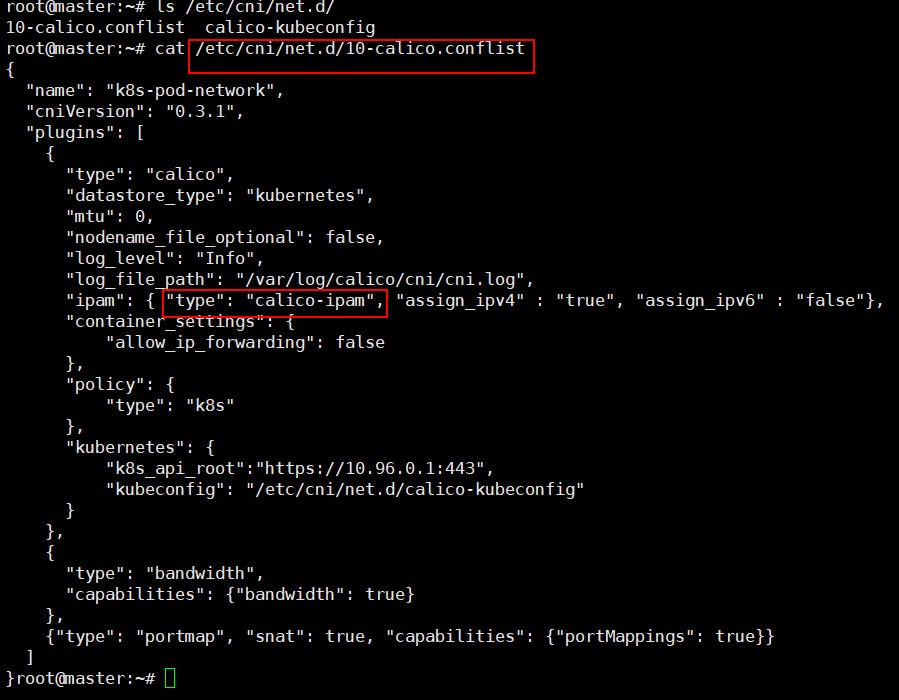 root@master:~# ls /etc/cni/net.d/
10-calico.conflist  calico-kubeconfig
root@master:~# cat /etc/cni/net.d/10-calico.conflist
{
  "name": "k8s-pod-network",
  "cniVersion": "0.3.1",
  "plugins": [
    {
      "type": "calico",
      "datastore_type": "kubernetes",
      "mtu": 0,
      "nodename_file_optional": false,
      "log_level": "Info",
      "log_file_path": "/var/log/calico/cni/cni.log",
      "ipam": { "type": "calico-ipam", "assign_ipv4" : "true", "assign_ipv6" : "false"},
      "container_settings": {
          "allow_ip_forwarding": false
      },
      "policy": {
          "type": "k8s"
      },
      "kubernetes": {
          "k8s_api_root":"https://10.96.0.1:443",
          "kubeconfig": "/etc/cni/net.d/calico-kubeconfig"
      }
    },
    {
      "type": "bandwidth",
      "capabilities": {"bandwidth": true}
    },
    {"type": "portmap", "snat": true, "capabilities": {"portMappings": true}}
  ]
}root@master:~#